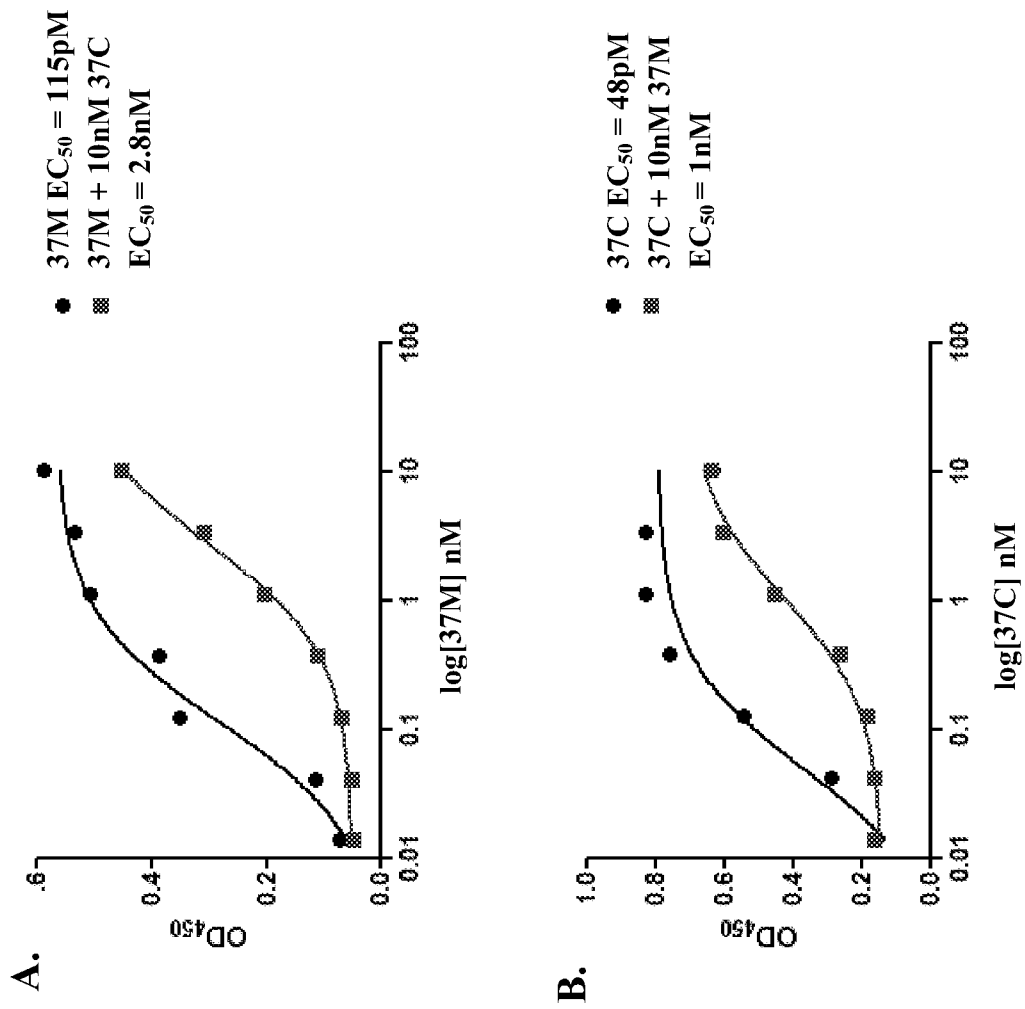 A.
.6
0.4
0.2
0.0
OD450
0.01
0.1
1
10
100
log[37M] nM
37M EC50 = 115pM
37M + 10nM 37C
EC50 = 2.8nM
B.
1.0
0.8
0.6
0.4
0.2
0.0
OD450
0.01
0.1
1
10
100
log[37C] nM
37C EC50 = 48pM
37C + 10nM 37M
EC50 = 1nM